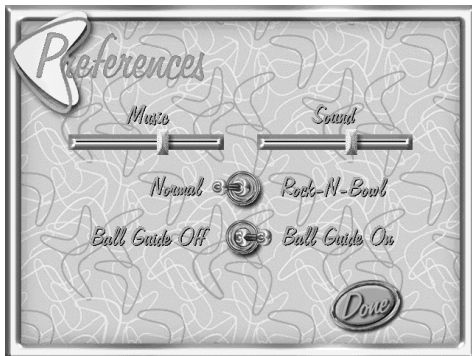 Preferences
Music Sound
Normal Rock-N-Bowl
Ball Guide Off Ball Guide On
Done